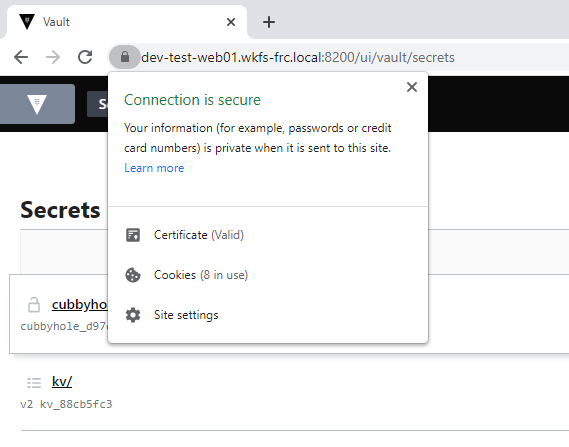 Vault
dev-test-web01.wkfs-frc.local:8200/ui/vault/secrets
Connection is secure
Your information (for example, passwords or credit
card numbers) is private when it is sent to this site.
Learn more
Secrets
Certificate (Valid)
Cookies (8 in use)
cubbyho
cubbyhole_d97
Site settings
kv/
v2 kv_88cb5fc3